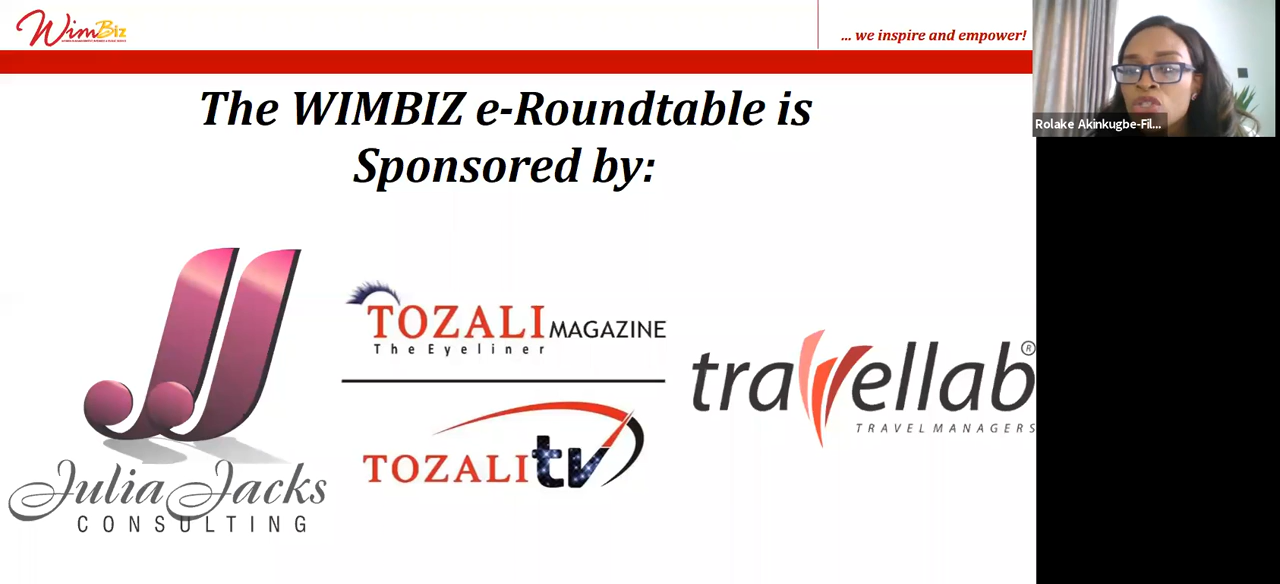 WimBiz
... we inspire and empower!
Rolake Akinkugbe-Fil...
The WIMBIZ e-Roundtable is
Sponsored by:
JJ
Julia Jacks
CONSULTING
TOZALI MAGAZINE
The Eyeliner
TOZALI tv
travellab ®
TRAVEL MANAGERS